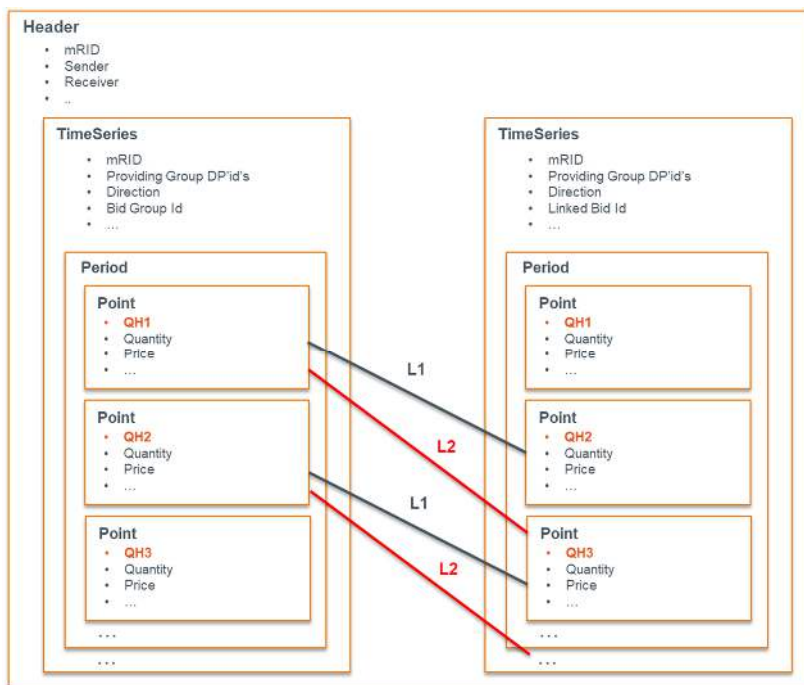 Header
• mRID
• Sender
• Receiver
• ..
TimeSeries
• mRID
• Providing Group DP'id's
• Direction
• Bid Group Id
• ...
Period
Point
• QH1
• Quantity
• Price
• ...
Point
• QH2
• Quantity
• Price
• ...
Point
• QH3
• Quantity
• Price
• ...
...
...
L1
L2
L1
L2
TimeSeries
• mRID
• Providing Group DP'id's
• Direction
• Linked Bid Id
• ...
Period
Point
• QH1
• Quantity
• Price
• ...
Point
• QH2
• Quantity
• Price
• ...
Point
• QH3
• Quantity
• Price
• ...
...
...